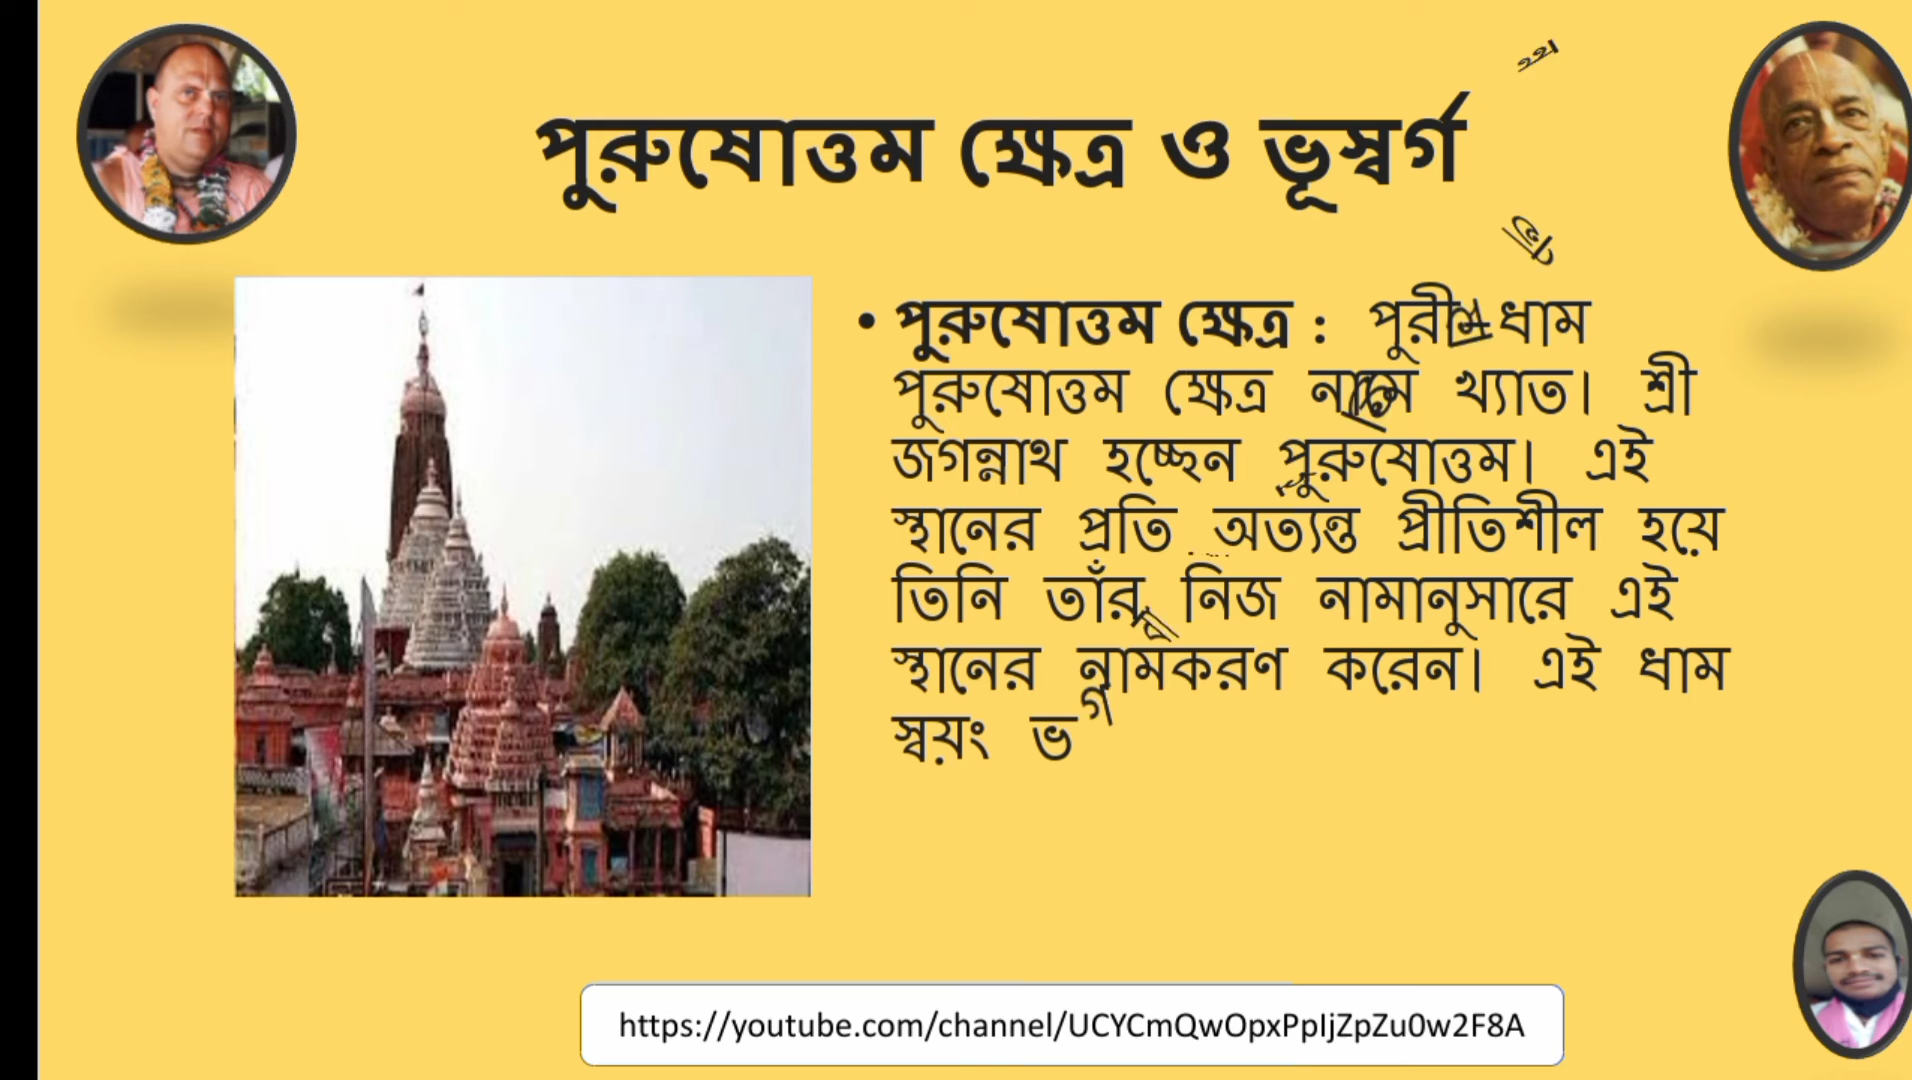 পুরুষোত্তম ক্ষেত্র ও ভূস্বর্গ
• পুরুষোত্তম ক্ষেত্র : পুরী ধাম
পুরুষোত্তম ক্ষেত্র নামে খ্যাত। শ্রী
জগন্নাথ হচ্ছেন পুরুষোত্তম। এই
স্থানের প্রতি অত্যন্ত প্রীতিশীল হয়ে
তিনি তাঁর নিজ নামানুসারে এই
স্থানের নামকরণ করেন। এই ধাম
স্বয়ং ভ
https://youtube.com/channel/UCYCmQwOpxPpIjZpZu0w2F8A